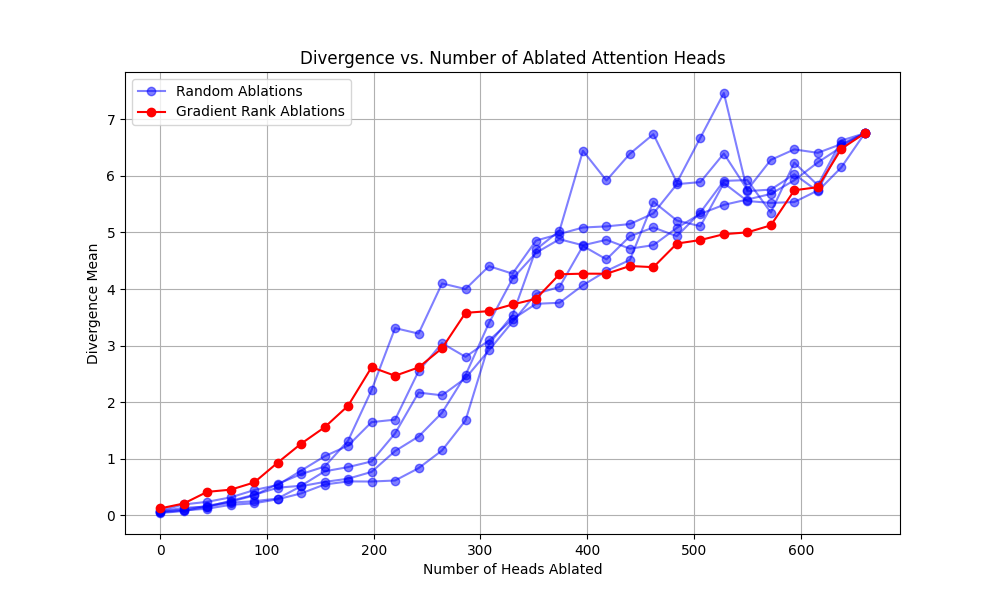 Divergence vs. Number of Ablated Attention Heads
Random Ablations
Gradient Rank Ablations
Divergence Mean
7
6
5
4
3
2
1
0
0 100 200 300 400 500 600
Number of Heads Ablated